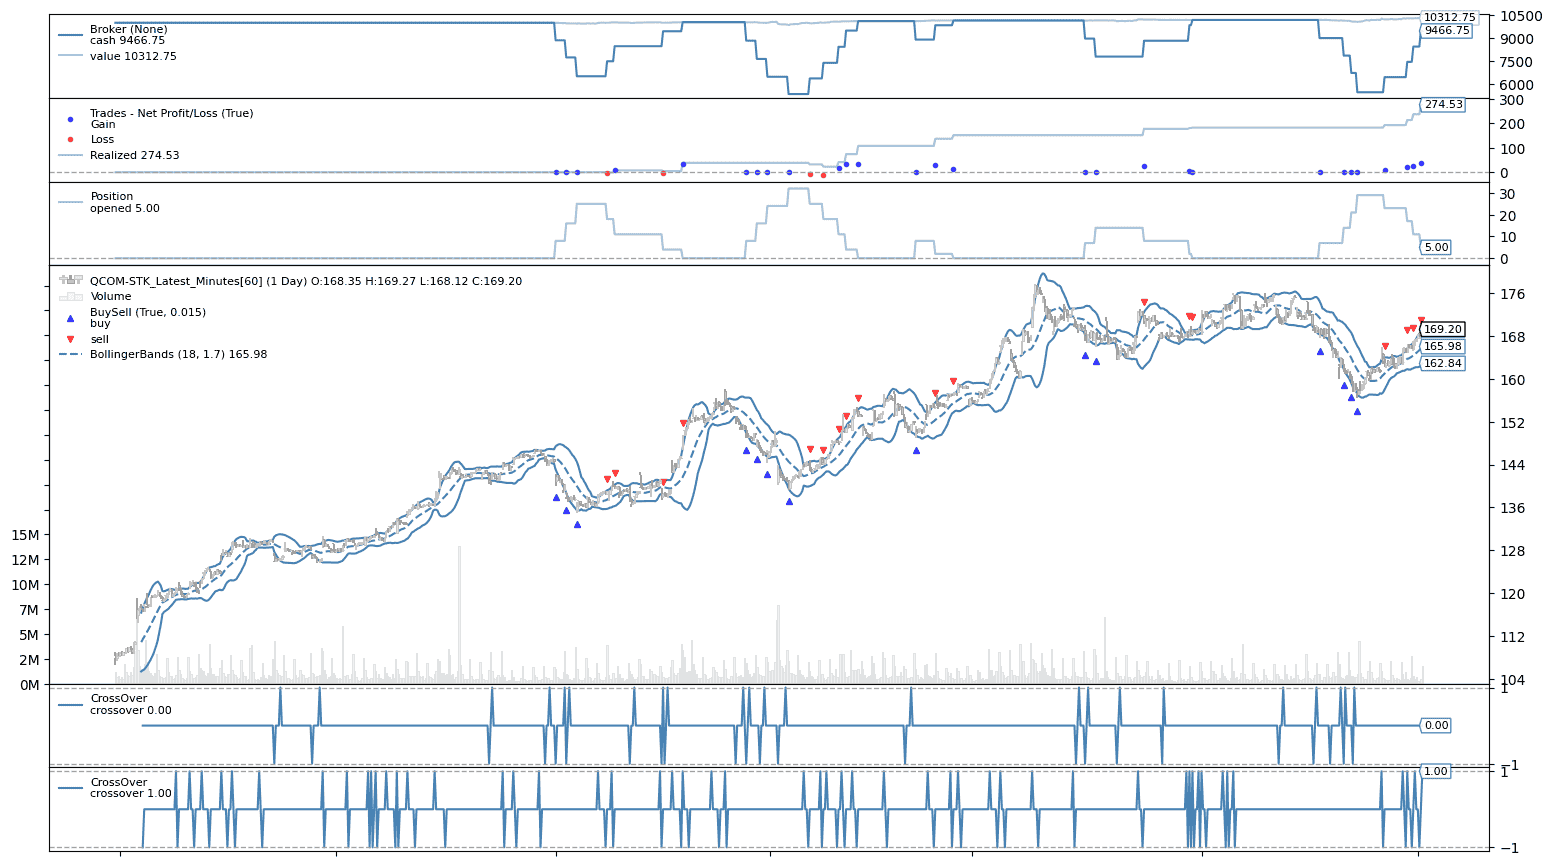 Broker (None)
cash 9466.75
value 10312.75
10312.75
9466.75
10500
9000
7500
6000
Trades - Net Profit/Loss (True)
Gain
Loss
Realized 274.53
274.53
300
200
100
0
Position
opened 5.00
5.00
30
20
10
0
QCOM-STK_Latest_Minutes[60] (1 Day) O:168.35 H:169.27 L:168.12 C:169.20
Volume
BuySell (True, 0.015)
buy
sell
BollingerBands (18, 1.7) 165.98
169.20
165.98
162.84
176
168
160
152
144
136
128
120
112
104
15M
12M
10M
7M
5M
2M
0M
CrossOver
crossover 0.00
0.00
1
−1
CrossOver
crossover 1.00
1.00
1
−1